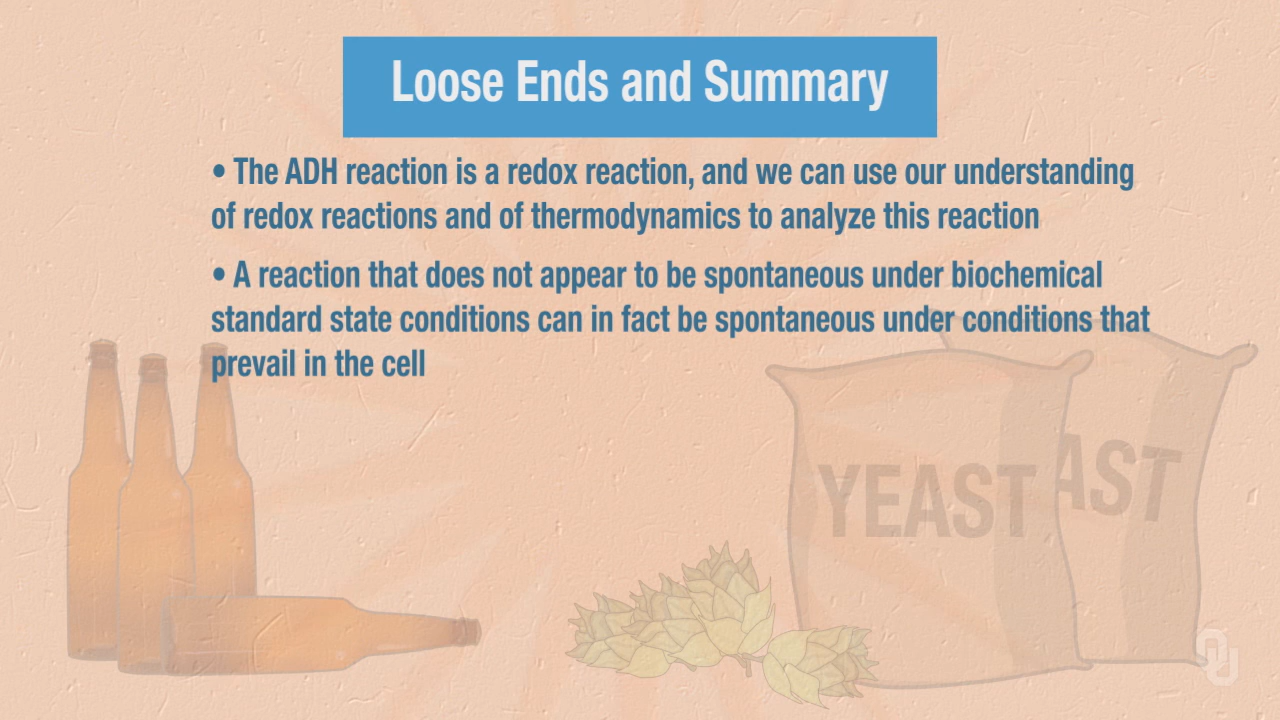 Loose Ends and Summary
• The ADH reaction is a redox reaction, and we can use our understanding
of redox reactions and of thermodynamics to analyze this reaction
• A reaction that does not appear to be spontaneous under biochemical
standard state conditions can in fact be spontaneous under conditions that
prevail in the cell
YEAST
AST
OU